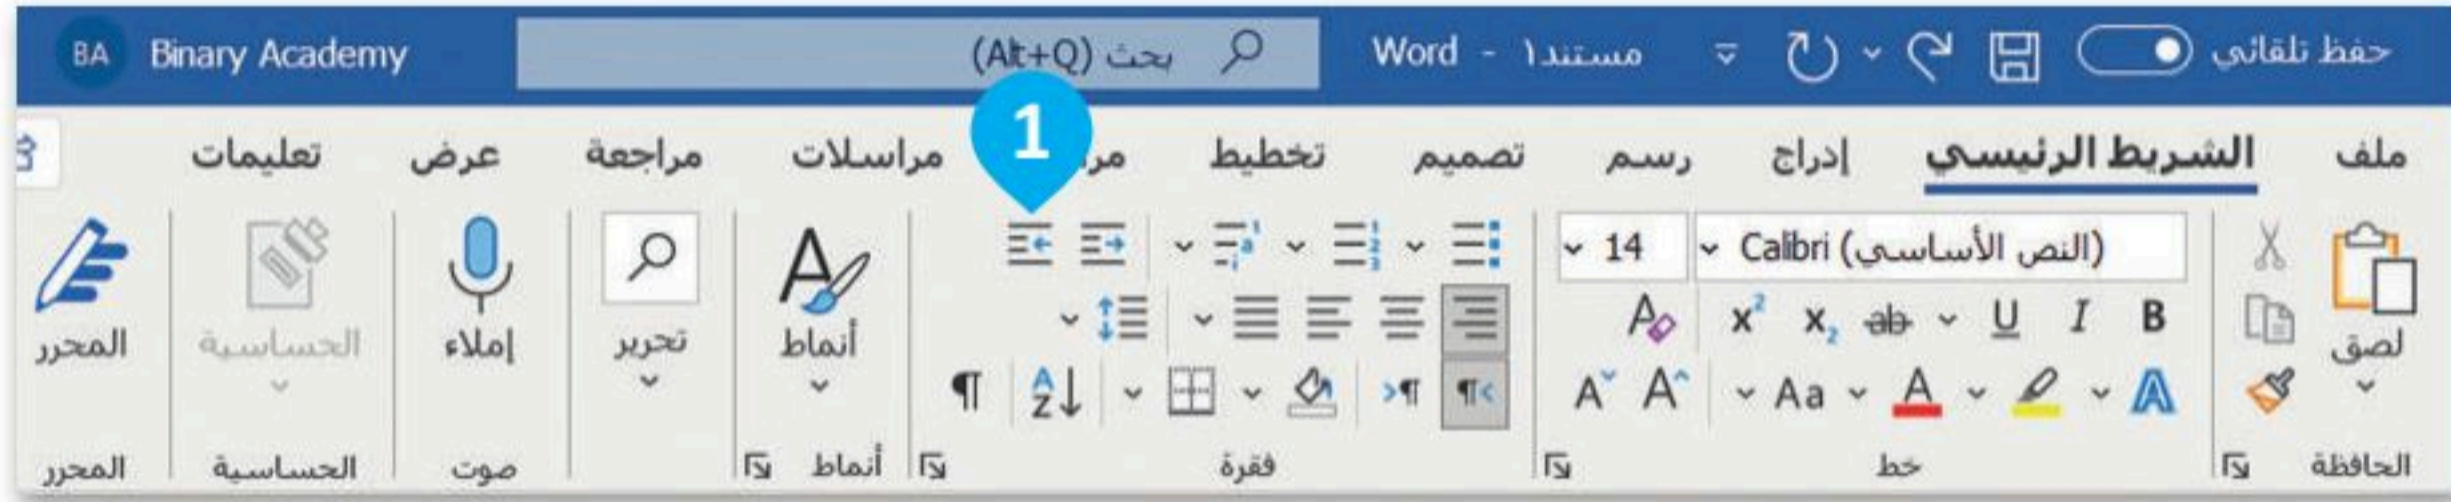 حفظ تلقائي مستند١ - Word بحث (Alt+Q) Binary Academy BA
1
ملف الشريط الرئيسي إدراج رسم تصميم تخطيط مراسلات مراجعة عرض تعليمات
Calibri (النص الأساسي) 14
لصق B I U ab x₂ x² A أنماط تحرير إملاء الحساسية المحرر
A A Aa A A A Z ¶
الحافظة خط فقرة أنماط صوت الحساسية المحرر